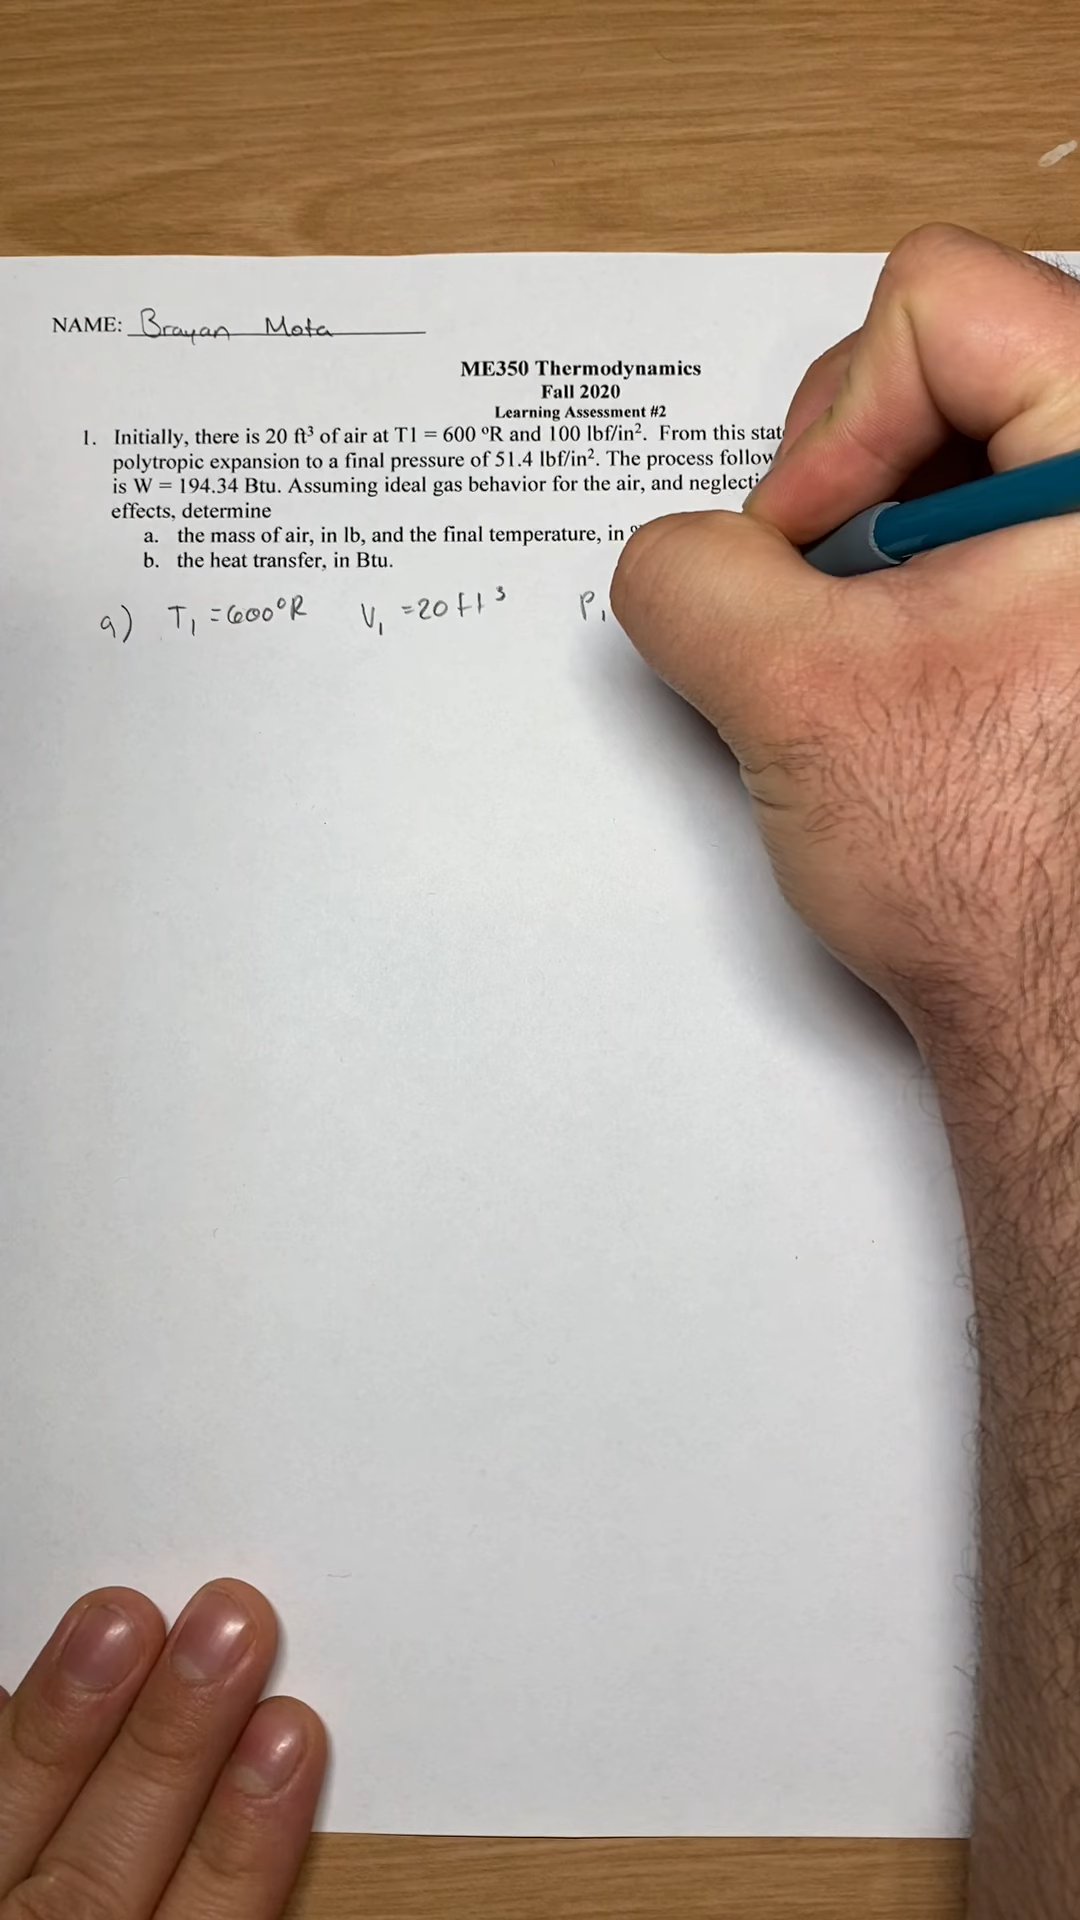 NAME: Brayan Mota
ME350 Thermodynamics
Fall 2020
Learning Assessment #2
1. Initially, there is 20 ft³ of air at T1 = 600 ºR and 100 lbf/in². From this
polytropic expansion to a final pressure of 51.4 lbf/in². The process
is W = 194.34 Btu. Assuming ideal gas behavior for the air, and
effects, determine
a. the mass of air, in lb, and the final temperature, in
b. the heat transfer, in Btu.
a) T₁ = 600°R V₁ = 20 ft³ P₁